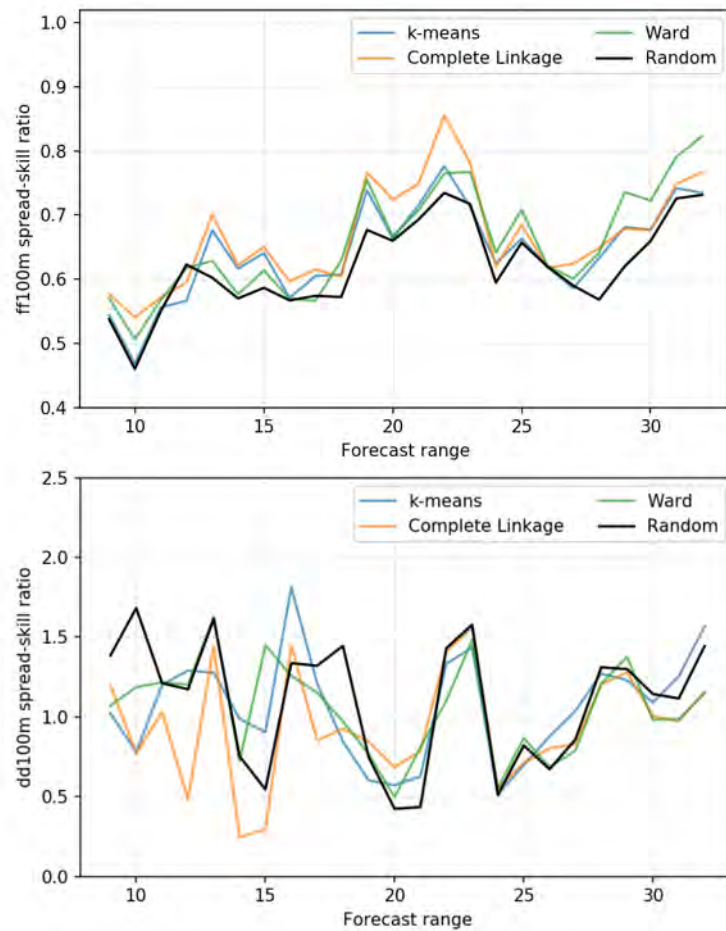 1.0
0.9
0.8
0.7
0.6
0.5
0.4
ff100m spread-skill ratio
k-means
Complete Linkage
Ward
Random
10 15 20 25 30
Forecast range
2.5
2.0
1.5
1.0
0.5
0.0
dd100m spread-skill ratio
k-means
Complete Linkage
Ward
Random
10 15 20 25 30
Forecast range